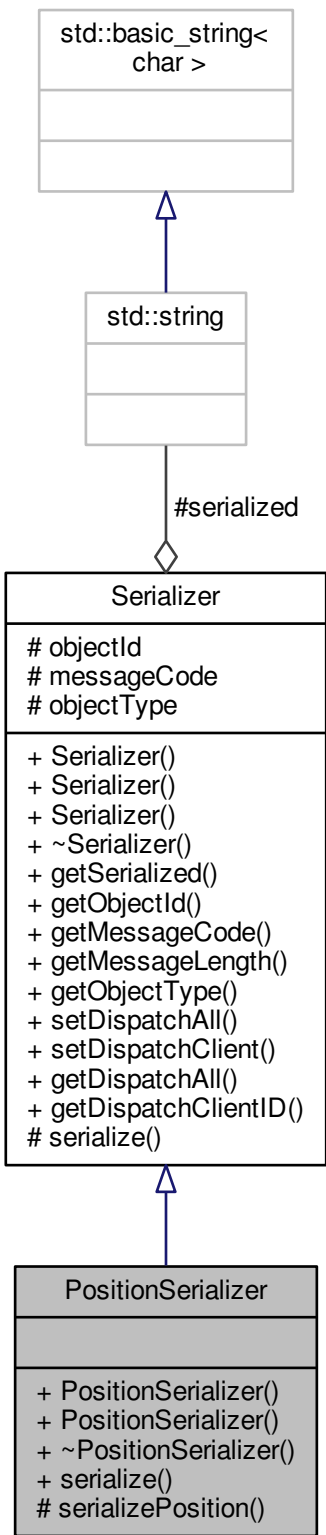 std::basic_string<
char >
std::string
#serialized
Serializer
# objectId
# messageCode
# objectType
+ Serializer()
+ Serializer()
+ Serializer()
+ ~Serializer()
+ getSerialized()
+ getObjectId()
+ getMessageCode()
+ getMessageLength()
+ getObjectType()
+ setDispatchAll()
+ setDispatchClient()
+ getDispatchAll()
+ getDispatchClientID()
# serialize()
PositionSerializer
+ PositionSerializer()
+ PositionSerializer()
+ ~PositionSerializer()
+ serialize()
# serializePosition()